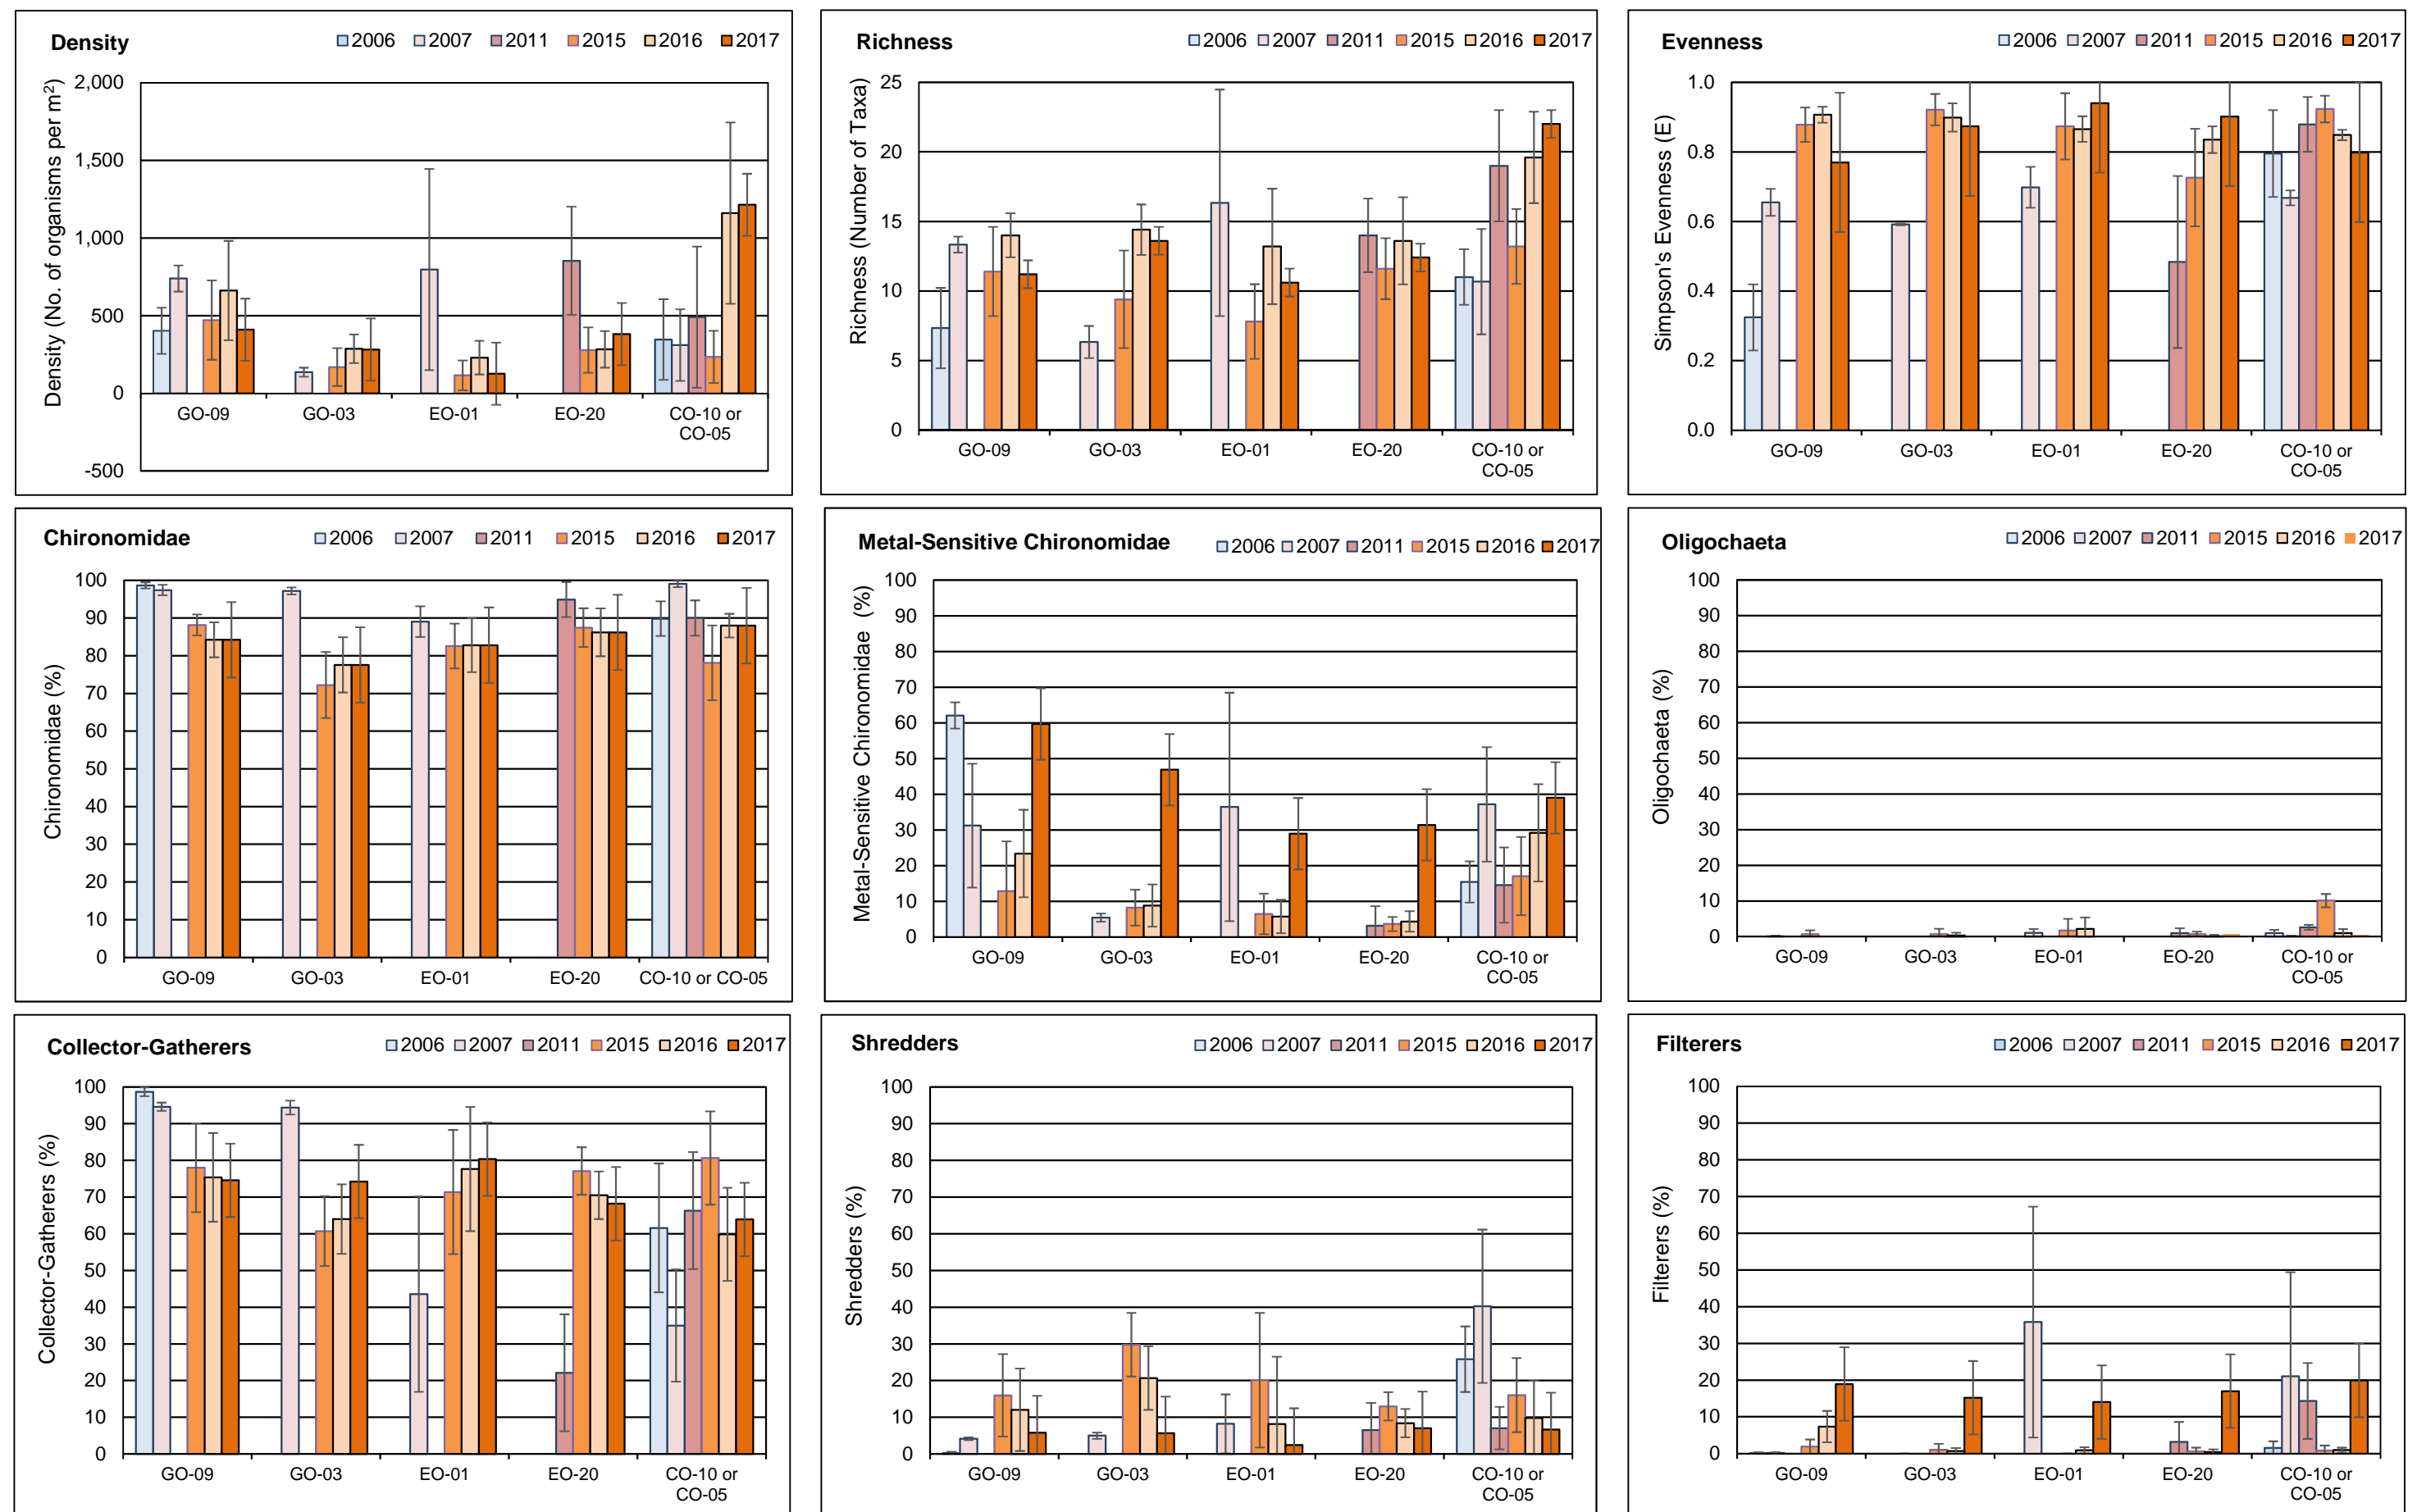 Density 2006 2007 2011 2015 2016 2017
Density (No. of organisms per m²)
2,000
1,500
1,000
500
0
-500
GO-09 GO-03 EO-01 EO-20 CO-10 or
CO-05
Richness 2006 2007 2011 2015 2016 2017
Richness (Number of Taxa)
25
20
15
10
5
0
GO-09 GO-03 EO-01 EO-20 CO-10 or
CO-05
Evenness 2006 2007 2011 2015 2016 2017
Simpson's Evenness (E)
1.0
0.8
0.6
0.4
0.2
0.0
GO-09 GO-03 EO-01 EO-20 CO-10 or
CO-05
Chironomidae 2006 2007 2011 2015 2016 2017
Chironomidae (%)
100
90
80
70
60
50
40
30
20
10
0
GO-09 GO-03 EO-01 EO-20 CO-10 or CO-05
Metal-Sensitive Chironomidae 2006 2007 2011 2015 2016 2017
Metal-Sensitive Chironomidae (%)
100
90
80
70
60
50
40
30
20
10
0
GO-09 GO-03 EO-01 EO-20 CO-10 or
CO-05
Oligochaeta 2006 2007 2011 2015 2016 2017
Oligochaeta (%)
100
90
80
70
60
50
40
30
20
10
0
GO-09 GO-03 EO-01 EO-20 CO-10 or
CO-05
Collector-Gatherers 2006 2007 2011 2015 2016 2017
Collector-Gatherers (%)
100
90
80
70
60
50
40
30
20
10
0
GO-09 GO-03 EO-01 EO-20 CO-10 or
CO-05
Shredders 2006 2007 2011 2015 2016 2017
Shredders (%)
100
90
80
70
60
50
40
30
20
10
0
GO-09 GO-03 EO-01 EO-20 CO-10 or
CO-05
Filterers 2006 2007 2011 2015 2016 2017
Filterers (%)
100
90
80
70
60
50
40
30
20
10
0
GO-09 GO-03 EO-01 EO-20 CO-10 or
CO-05